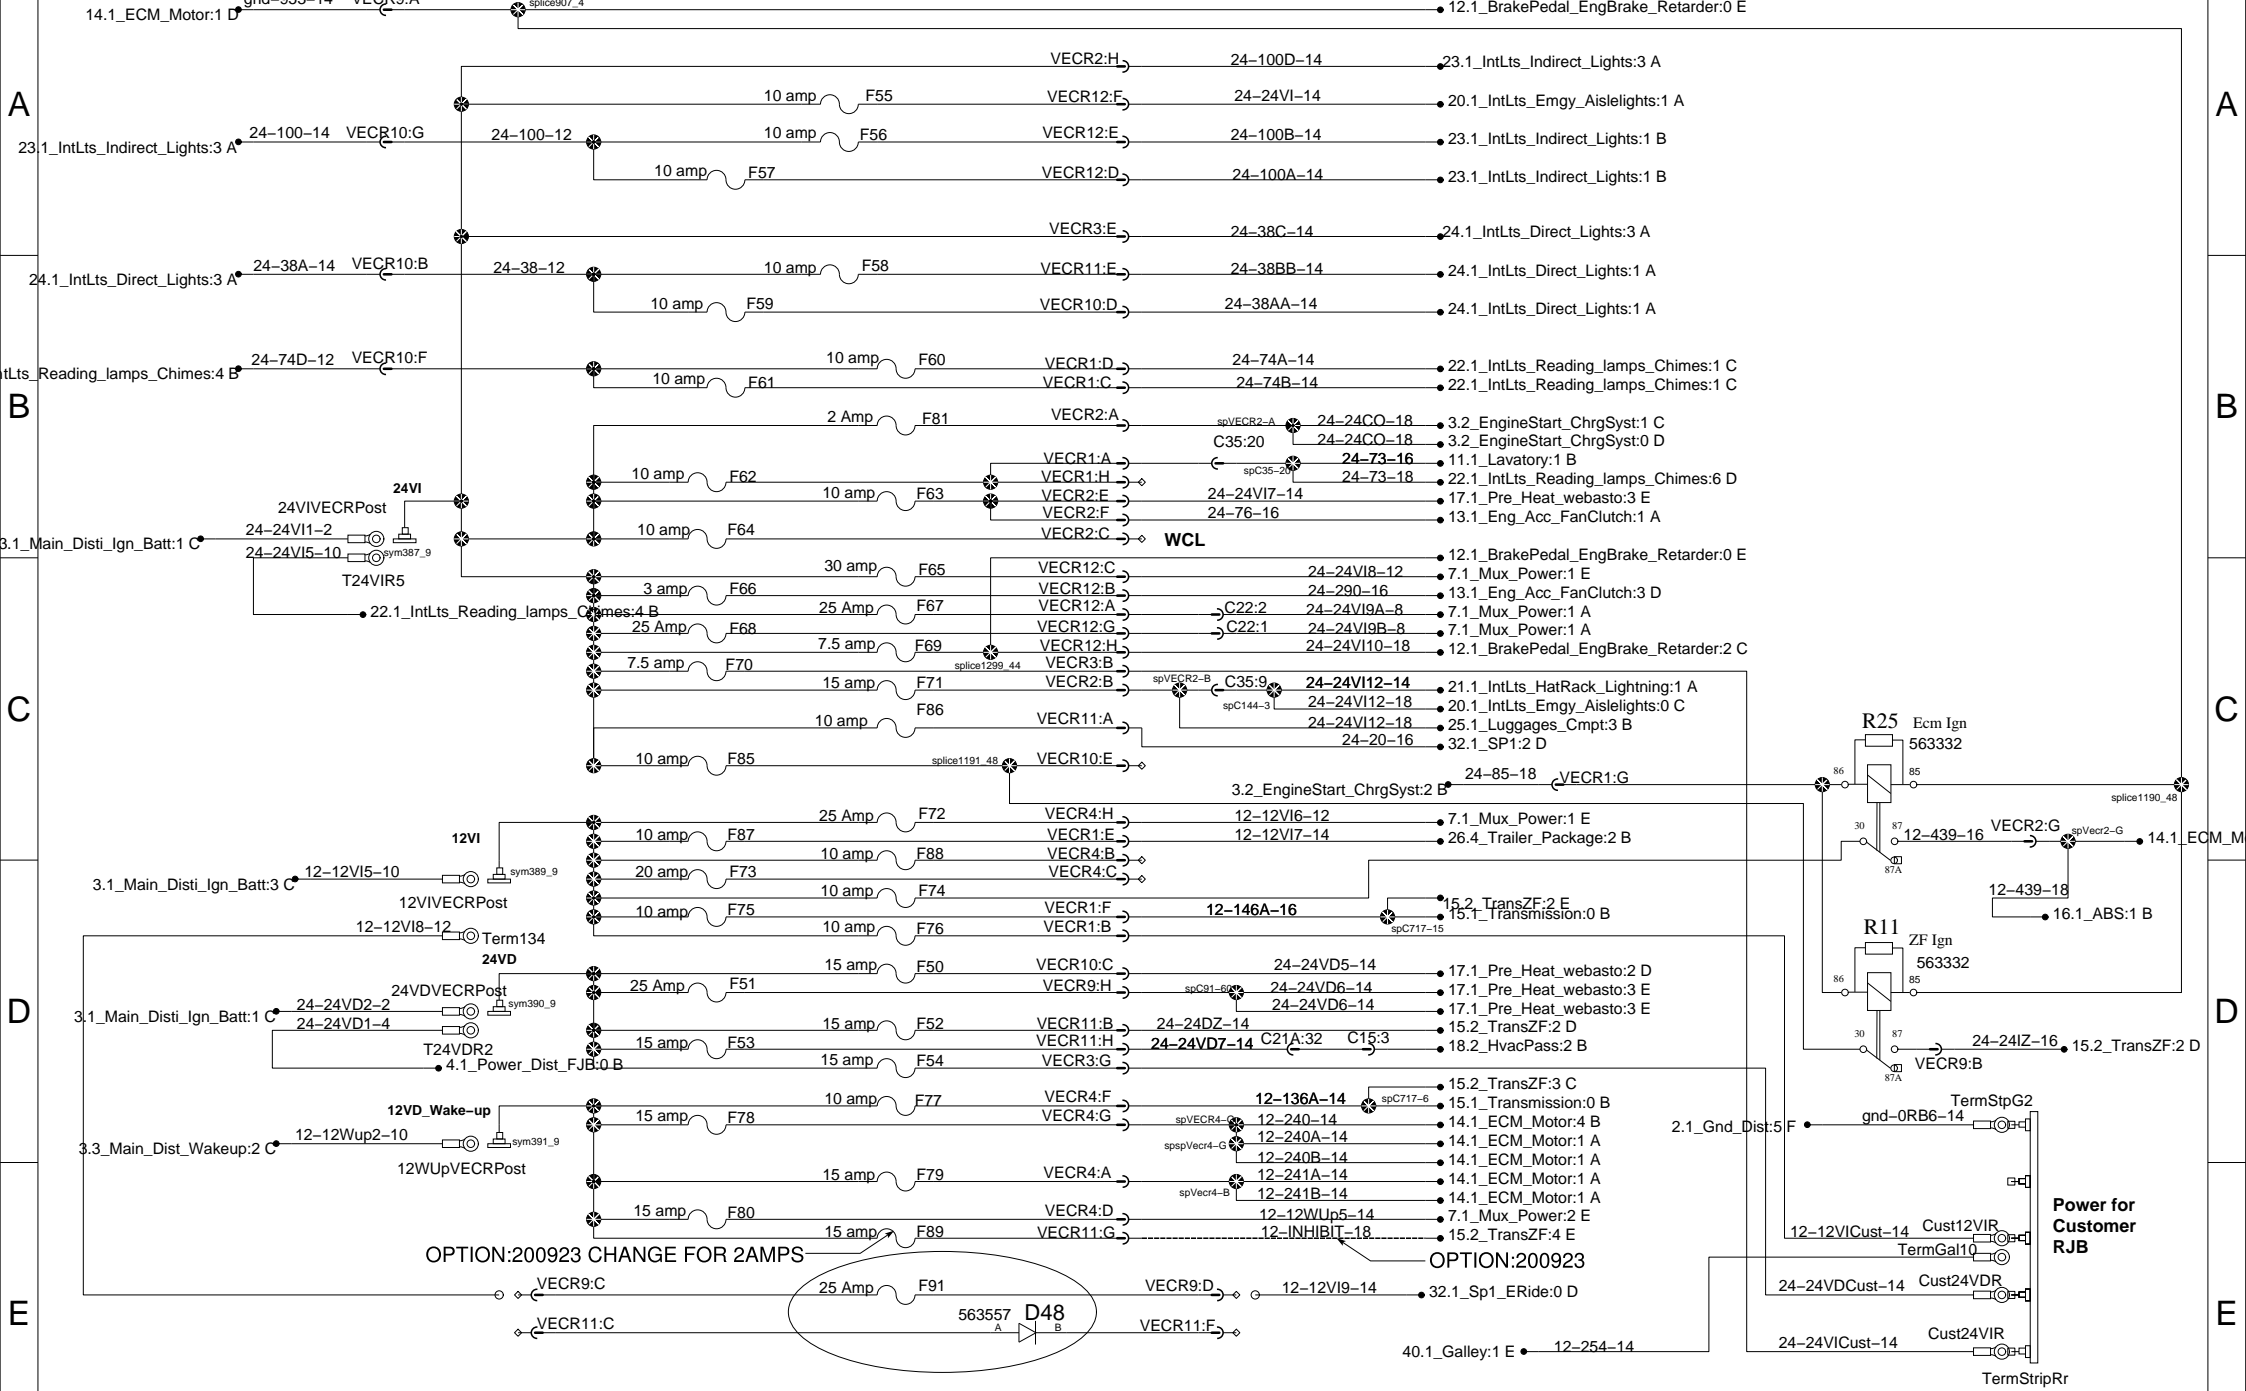 gnd-955-14 VECR9:A splice907_4
14.1_ECM_Motor:1 D 12.1_BrakePedal_EngBrake_Retarder:0 E
VECR2:H 24-100D-14 23.1_IntLts_Indirect_Lights:3 A
A 10 amp F55 VECR12:F 24-24VI-14 20.1_IntLts_Emgy_Aislelights:1 A A
23.1_IntLts_Indirect_Lights:3 A 24-100-14 VECR10:G 24-100-12 10 amp F56 VECR12:E 24-100B-14 23.1_IntLts_Indirect_Lights:1 B
10 amp F57 VECR12:D 24-100A-14 23.1_IntLts_Indirect_Lights:1 B
VECR3:E 24-38C-14 24.1_IntLts_Direct_Lights:3 A
24.1_IntLts_Direct_Lights:3 A 24-38A-14 VECR10:B 24-38-12 10 amp F58 VECR11:E 24-38BB-14 24.1_IntLts_Direct_Lights:1 A
10 amp F59 VECR10:D 24-38AA-14 24.1_IntLts_Direct_Lights:1 A
tLts_Reading_lamps_Chimes:4 B 24-74D-12 VECR10:F 10 amp F60 VECR1:D 24-74A-14 22.1_IntLts_Reading_lamps_Chimes:1 C
10 amp F61 VECR1:C 24-74B-14 22.1_IntLts_Reading_lamps_Chimes:1 C
B B
2 Amp F81 VECR2:A spVECR2-A 24-24CO-18 3.2_EngineStart_ChrgSyst:1 C
24-24CO-18 3.2_EngineStart_ChrgSyst:0 D
C35:20
VECR1:A spC35-20 24-73-16 11.1_Lavatory:1 B
10 amp F62 VECR1:H 24-73-18 22.1_IntLts_Reading_lamps_Chimes:6 D
24VI
10 amp F63 VECR2:E 24-24VI7-14 17.1_Pre_Heat_webasto:3 E
24VIVECRPost
VECR2:F 24-76-16 13.1_Eng_Acc_FanClutch:1 A
3.1_Main_Disti_Ign_Batt:1 C 24-24VI1-2 10 amp F64 VECR2:C WCL
24-24VI5-10 sym387_9 12.1_BrakePedal_EngBrake_Retarder:0 E
T24VIR5 30 amp F65 VECR12:C 24-24VI8-12 7.1_Mux_Power:1 E
3 amp F66 VECR12:B 24-290-16 13.1_Eng_Acc_FanClutch:3 D
22.1_IntLts_Reading_lamps_Chimes:4 B 25 Amp F67 VECR12:A C22:2 24-24VI9A-8 7.1_Mux_Power:1 A
25 Amp F68 VECR12:G C22:1 24-24VI9B-8 7.1_Mux_Power:1 A
7.5 amp F69 VECR12:H 24-24VI10-18 12.1_BrakePedal_EngBrake_Retarder:2 C
7.5 amp F70 splice1299_44 VECR3:B
C 15 amp F71 VECR2:B spVECR2-B C35:9 24-24VI12-14 21.1_IntLts_HatRack_Lightning:1 A C
spC144-3 24-24VI12-18 20.1_IntLts_Emgy_Aislelights:0 C
10 amp F86 VECR11:A 24-24VI12-18 25.1_Luggages_Cmpt:3 B
R25 Ecm Ign
24-20-16 32.1_SP1:2 D 563332
10 amp F85 splice1191_48 VECR10:E
3.2_EngineStart_ChrgSyst:2 B 24-85-18 VECR1:G 86 85
splice1190_48
25 Amp F72 VECR4:H 12-12VI6-12 7.1_Mux_Power:1 E
12VI 10 amp F87 VECR1:E 12-12VI7-14 26.4_Trailer_Package:2 B 30 87 12-439-16 VECR2:G spVecr2-G 14.1_ECM_M
10 amp F88 VECR4:B
87A
3.1_Main_Disti_Ign_Batt:3 C 12-12VI5-10 sym389_9 20 amp F73 VECR4:C
12VIVECRPost 10 amp F74 15.2_TransZF:2 E 12-439-18
10 amp F75 VECR1:F 12-146A-16 15.1_Transmission:0 B 16.1_ABS:1 B
12-12VI8-12 Term134 10 amp F76 VECR1:B spC717-15
R11 ZF Ign
563332
24VD
15 amp F50 VECR10:C 24-24VD5-14 17.1_Pre_Heat_webasto:2 D 86 85
24VDVECRPost 25 Amp F51 VECR9:H spC91-60 24-24VD6-14 17.1_Pre_Heat_webasto:3 E
D 3.1_Main_Disti_Ign_Batt:1 C 24-24VD2-2 sym390_9 24-24VD6-14 17.1_Pre_Heat_webasto:3 E D
24-24VD1-4 15 amp F52 VECR11:B 24-24DZ-14 15.2_TransZF:2 D
T24VDR2 15 amp F53 VECR11:H 24-24VD7-14 C21A:32 C15:3 18.2_HvacPass:2 B 30 87 24-24IZ-16 15.2_TransZF:2 D
4.1_Power_Dist_FJB:0 B 15 amp F54 VECR3:G VECR9:B
87A
15.2_TransZF:3 C
12VD_Wake-up 10 amp F77 VECR4:F 12-136A-14 spC717-6 15.1_Transmission:0 B TermStpG2
15 amp F78 VECR4:G 12-240-14 14.1_ECM_Motor:4 B 2.1_Gnd_Dist:5 F gnd-0RB6-14
3.3_Main_Dist_Wakeup:2 C 12-12Wup2-10 sym391_9 spspVecr4-G 12-240A-14 14.1_ECM_Motor:1 A
12WUpVECRPost 12-240B-14 14.1_ECM_Motor:1 A
15 amp F79 VECR4:A 12-241A-14 14.1_ECM_Motor:1 A
spVecr4-B 12-241B-14 14.1_ECM_Motor:1 A
Power for
Customer
RJB
15 amp F80 VECR4:D 12-12WUp5-14 7.1_Mux_Power:2 E
15 amp F89 VECR11:G 12-INHIBIT-18 15.2_TransZF:4 E 12-12VICust-14 Cust12VIR
OPTION:200923 CHANGE FOR 2AMPS OPTION:200923 TermGal10
VECR9:C 25 Amp F91 VECR9:D 12-12VI9-14 32.1_Sp1_ERide:0 D 24-24VDCust-14 Cust24VDR
E 563557 D48 E
VECR11:C A B VECR11:F 24-24VICust-14 Cust24VIR
40.1_Galley:1 E 12-254-14
TermStripRr